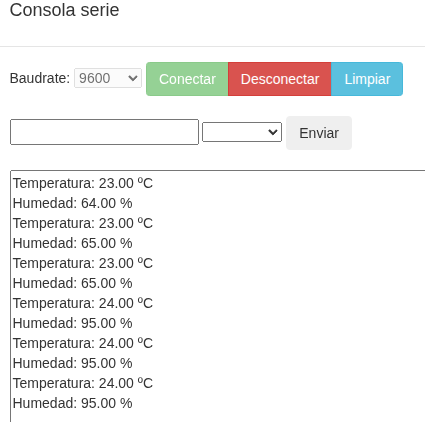 Consola serie
Baudrate: 9600 Conectar Desconectar Limpiar
Enviar
Temperatura: 23.00 ºC
Humedad: 64.00 %
Temperatura: 23.00 ºC
Humedad: 65.00 %
Temperatura: 23.00 ºC
Humedad: 65.00 %
Temperatura: 24.00 ºC
Humedad: 95.00 %
Temperatura: 24.00 ºC
Humedad: 95.00 %
Temperatura: 24.00 ºC
Humedad: 95.00 %